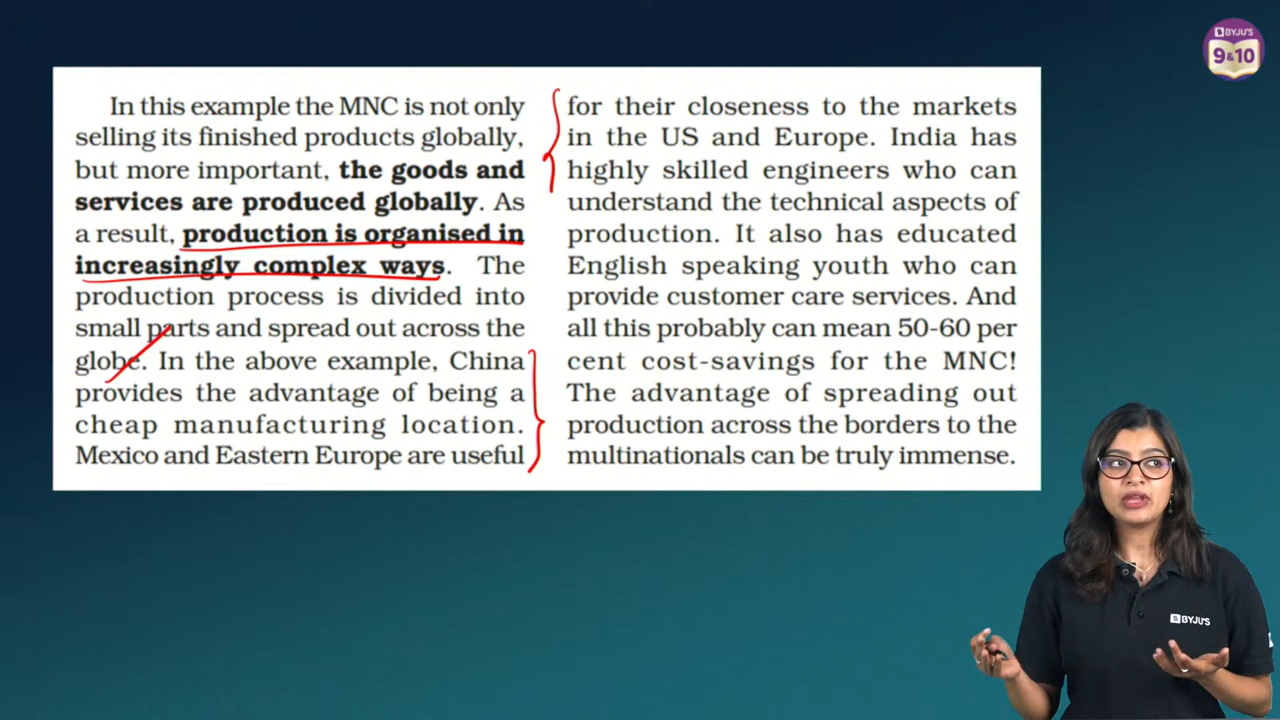 BYJU'S
9&10
In this example the MNC is not only
selling its finished products globally,
but more important, the goods and
services are produced globally. As
a result, production is organised in
increasingly complex ways. The
production process is divided into
small parts and spread out across the
globe. In the above example, China
provides the advantage of being a
cheap manufacturing location.
Mexico and Eastern Europe are useful
for their closeness to the markets
in the US and Europe. India has
highly skilled engineers who can
understand the technical aspects of
production. It also has educated
English speaking youth who can
provide customer care services. And
all this probably can mean 50-60 per
cent cost-savings for the MNC!
The advantage of spreading out
production across the borders to the
multinationals can be truly immense.
BYJU'S